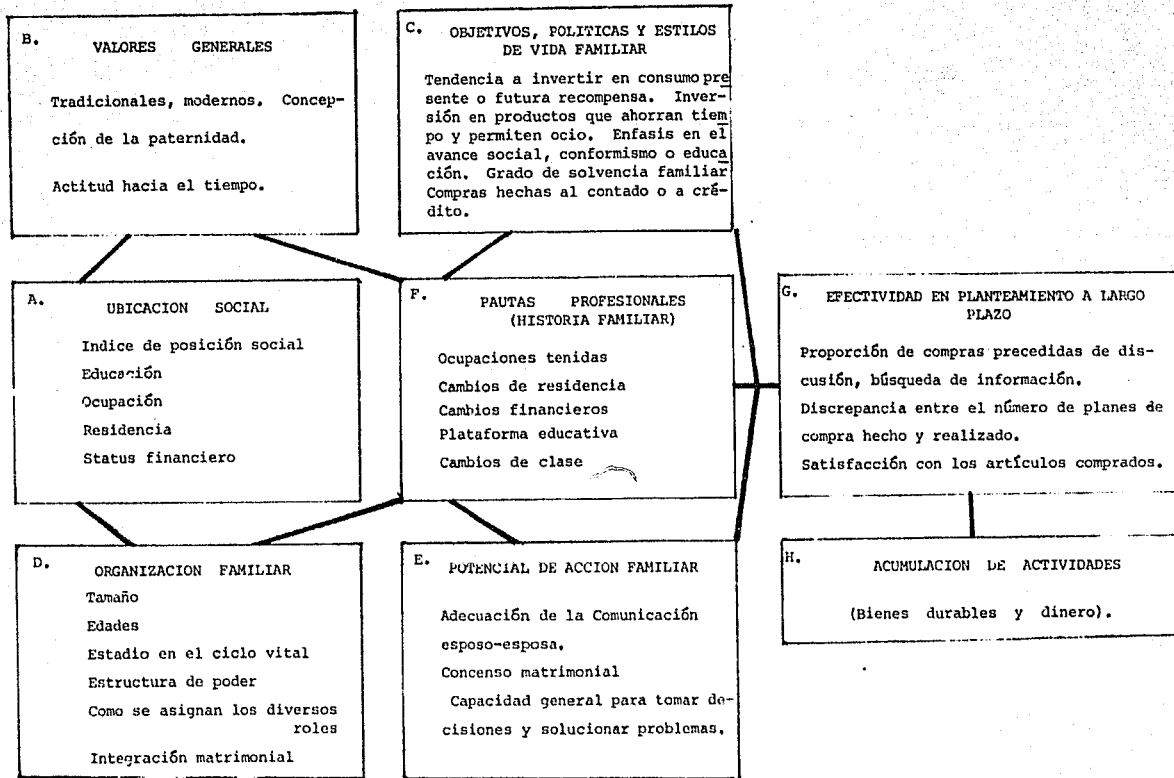 B.
VALORES GENERALES
Tradicionales, modernos. Concep-
ción de la paternidad.
Actitud hacia el tiempo.
C. OBJETIVOS, POLITICAS Y ESTILOS
DE VIDA FAMILIAR
Tendencia a invertir en consumo pre
sente o futura recompensa. Inver-
sión en productos que ahorran tiem
po y permiten ocio. Enfasis en el
avance social, conformismo o educa
ción. Grado de solvencia familiar
Compras hechas al contado o a cré-
dito.
A.
UBICACION SOCIAL
Indice de posición social
Educación
Ocupación
Residencia
Status financiero
F.
PAUTAS PROFESIONALES
(HISTORIA FAMILIAR)
Ocupaciones tenidas
Cambios de residencia
Cambios financieros
Plataforma educativa
Cambios de clase
G. EFECTIVIDAD EN PLANTEAMIENTO A LARGO
PLAZO
Proporción de compras precedidas de dis-
cusión, búsqueda de información.
Discrepancia entre el número de planes de
compra hecho y realizado.
Satisfacción con los artículos comprados.
D.
ORGANIZACION FAMILIAR
Tamaño
Edades
Estadio en el ciclo vital
Estructura de poder
Como se asignan los diversos
roles
Integración matrimonial
E. POTENCIAL DE ACCION FAMILIAR
Adecuación de la Comunicación
esposo-esposa.
Concenso matrimonial
Capacidad general para tomar de-
cisiones y solucionar problemas.
H.
ACUMULACION DE ACTIVIDADES
(Bienes durables y dinero).